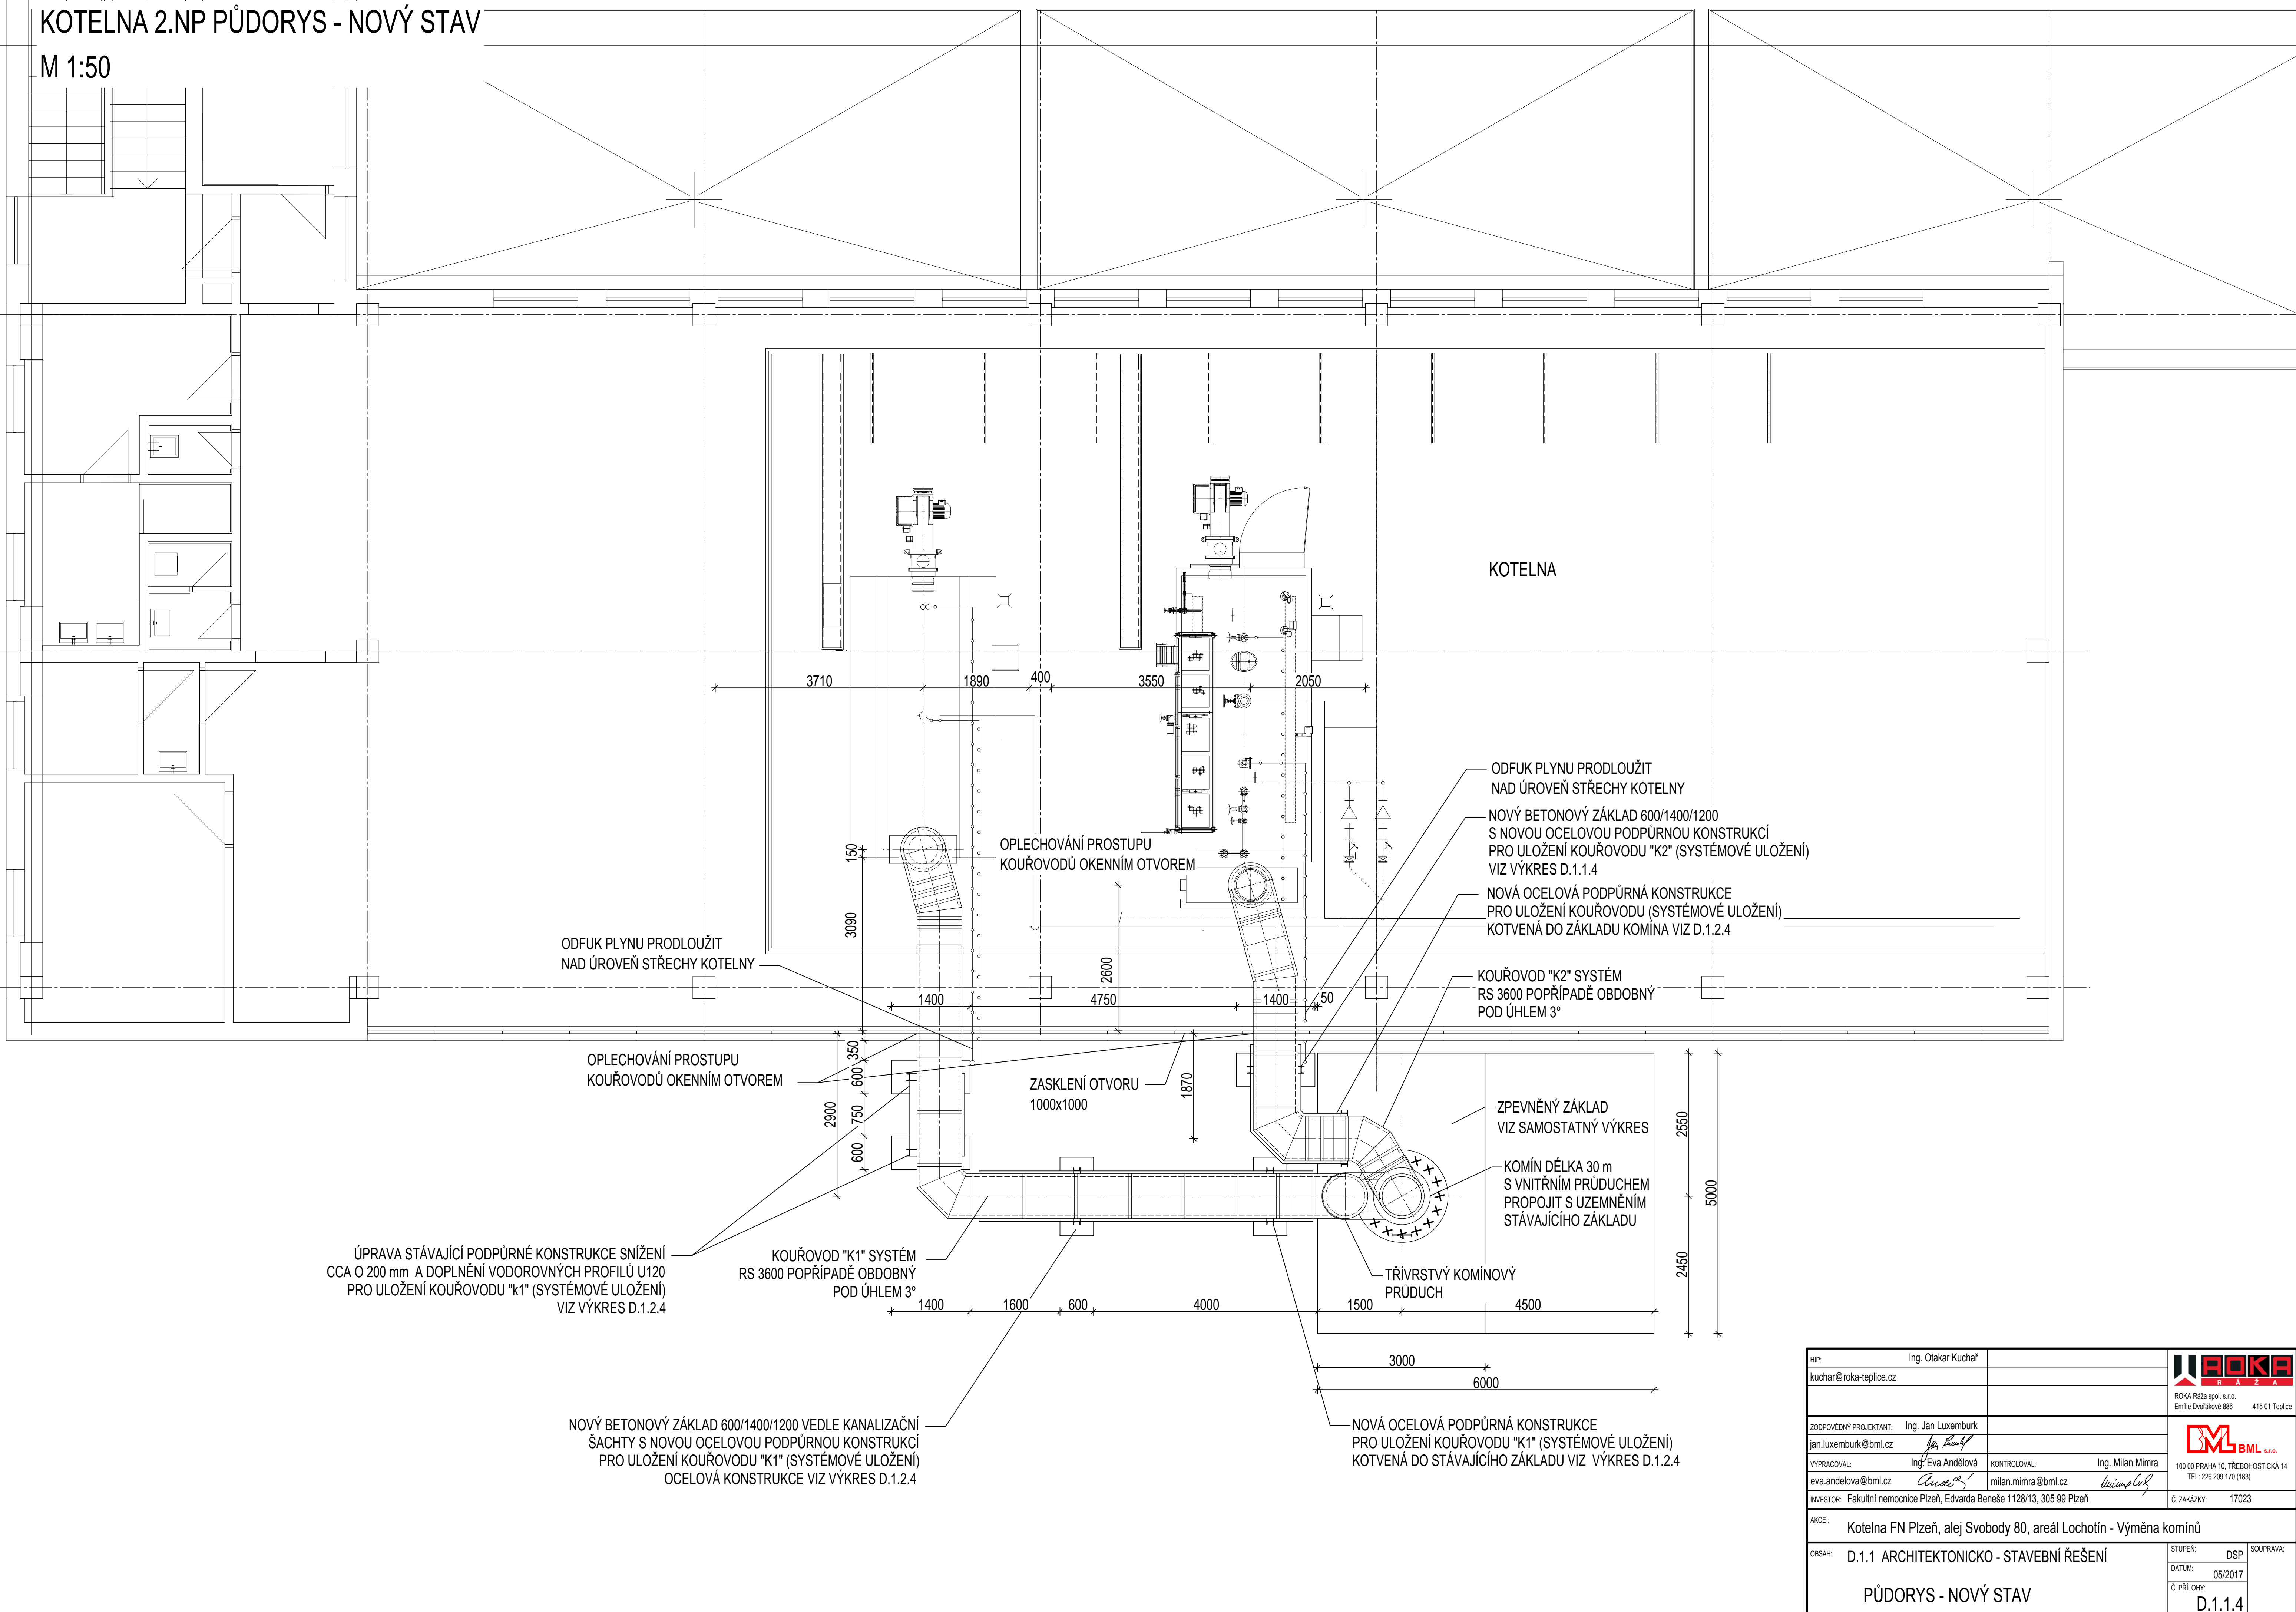 KOTELNA 2.NP PŮDORYS - NOVÝ STAV
M 1:50
KOTELNA
3710
1890
400
3550
2050
ODFUK PLYNU PRODLOUŽIT
NAD ÚROVEŇ STŘECHY KOTELNY
NOVÝ BETONOVÝ ZÁKLAD 600/1400/1200
S NOVOU OCELOVOU PODPŮRNOU KONSTRUKCÍ
PRO ULOŽENÍ KOUŘOVODU "K2" (SYSTÉMOVÉ ULOŽENÍ)
VIZ VÝKRES D.1.1.4
NOVÁ OCELOVÁ PODPŮRNÁ KONSTRUKCE
PRO ULOŽENÍ KOUŘOVODU (SYSTÉMOVÉ ULOŽENÍ)
KOTVENÁ DO ZÁKLADU KOMÍNA VIZ D.1.2.4
OPLECHOVÁNÍ PROSTUPU
KOUŘOVODŮ OKENNÍM OTVOREM
150
3090
2600
ODFUK PLYNU PRODLOUŽIT
NAD ÚROVEŇ STŘECHY KOTELNY
KOUŘOVOD "K2" SYSTÉM
RS 3600 POPŘÍPADĚ OBDOBNÝ
POD ÚHLEM 3°
1400
4750
1400
50
OPLECHOVÁNÍ PROSTUPU
KOUŘOVODŮ OKENNÍM OTVOREM
350
600
750
600
2900
ZASKLENÍ OTVORU
1000x1000
1870
ZPEVNĚNÝ ZÁKLAD
VIZ SAMOSTATNÝ VÝKRES
2550
5000
2450
KOMÍN DÉLKA 30 m
S VNITŘNÍM PRŮDUCHEM
PROPOJIT S UZEMNĚNÍM
STÁVAJÍCÍHO ZÁKLADU
ÚPRAVA STÁVAJÍCÍ PODPŮRNÉ KONSTRUKCE SNÍŽENÍ
CCA O 200 mm A DOPLNĚNÍ VODOROVNÝCH PROFILŮ U120
PRO ULOŽENÍ KOUŘOVODU "k1" (SYSTÉMOVÉ ULOŽENÍ)
VIZ VÝKRES D.1.2.4
KOUŘOVOD "K1" SYSTÉM
RS 3600 POPŘÍPADĚ OBDOBNÝ
POD ÚHLEM 3°
TŘÍVRSTVÝ KOMÍNOVÝ
PRŮDUCH
1400
1600
600
4000
1500
4500
3000
6000
NOVÝ BETONOVÝ ZÁKLAD 600/1400/1200 VEDLE KANALIZAČNÍ
ŠACHTY S NOVOU OCELOVOU PODPŮRNOU KONSTRUKCÍ
PRO ULOŽENÍ KOUŘOVODU "K1" (SYSTÉMOVÉ ULOŽENÍ)
OCELOVÁ KONSTRUKCE VIZ VÝKRES D.1.2.4
NOVÁ OCELOVÁ PODPŮRNÁ KONSTRUKCE
PRO ULOŽENÍ KOUŘOVODU "K1" (SYSTÉMOVÉ ULOŽENÍ)
KOTVENÁ DO STÁVAJÍCÍHO ZÁKLADU VIZ VÝKRES D.1.2.4
HIP: Ing. Otakar Kuchař
kuchar@roka-teplice.cz
ROKA
RÁŽA
ROKA Ráža spol. s.r.o.
Emílie Dvořákové 886 415 01 Teplice
ZODPOVĚDNÝ PROJEKTANT: Ing. Jan Luxemburk
jan.luxemburk@bml.cz
BML BML s.r.o.
100 00 PRAHA 10, TŘEBOHOSTICKÁ 14
TEL: 226 209 170 (183)
VYPRACOVAL: Ing. Eva Andělová KONTROLOVAL: Ing. Milan Mimra
eva.andelova@bml.cz milan.mimra@bml.cz
INVESTOR: Fakultní nemocnice Plzeň, Edvarda Beneše 1128/13, 305 99 Plzeň
Č. ZAKÁZKY: 17023
AKCE : Kotelna FN Plzeň, alej Svobody 80, areál Lochotín - Výměna komínů
OBSAH: D.1.1 ARCHITEKTONICKO - STAVEBNÍ ŘEŠENÍ
PŮDORYS - NOVÝ STAV
STUPEŇ: DSP
SOUPRAVA:
DATUM: 05/2017
Č. PŘÍLOHY:
D.1.1.4